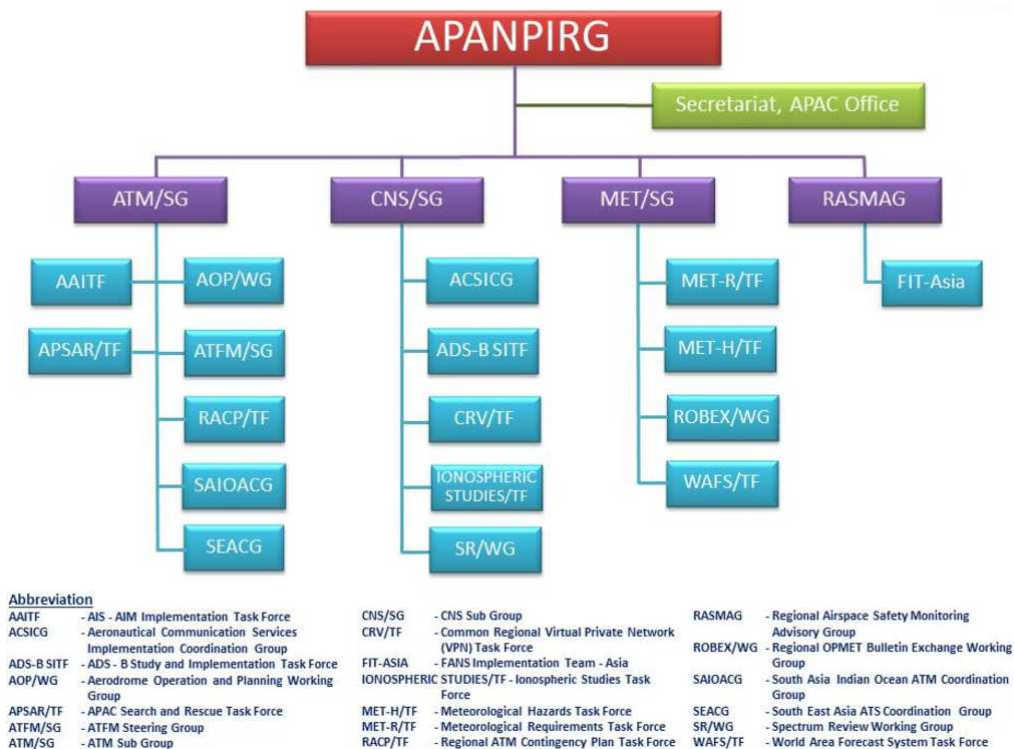 APANPIRG
Secretariat, APAC Office
ATM/SG
CNS/SG
MET/SG
RASMAG
AAITF
AOP/WG
APSAR/TF
ATFM/SG
RACP/TF
SAIOACG
SEACG
ACSICG
ADS-B SITF
CRV/TF
IONOSPHERIC
STUDIES/TF
SR/WG
MET-R/TF
MET-H/TF
ROBEX/WG
WAFS/TF
FIT-Asia
Abbreviation
AAITF - AIS - AIM Implementation Task Force
ACSICG - Aeronautical Communication Services
Implementation Coordination Group
ADS-B SITF - ADS - B Study and Implementation Task Force
AOP/WG - Aerodrome Operation and Planning Working
Group
APSAR/TF - APAC Search and Rescue Task Force
ATFM/SG - ATFM Steering Group
ATM/SG - ATM Sub Group
CNS/SG - CNS Sub Group
CRV/TF - Common Regional Virtual Private Network
(VPN) Task Force
FIT-ASIA - FANS Implementation Team - Asia
IONOSPHERIC STUDIES/TF - Ionospheric Studies Task
Force
MET-H/TF - Meteorological Hazards Task Force
MET-R/TF - Meteorological Requirements Task Force
RACP/TF - Regional ATM Contingency Plan Task Force
RASMAG - Regional Airspace Safety Monitoring
Advisory Group
ROBEX/WG - Regional OPMET Bulletin Exchange Working
Group
SAIOACG - South Asia Indian Ocean ATM Coordination
Group
SEACG - South East Asia ATS Coordination Group
SR/WG - Spectrum Review Working Group
WAFS/TF - World Area Forecast System Task Force